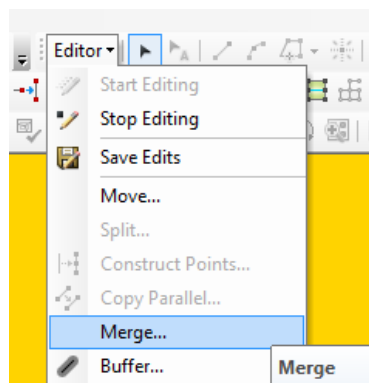 Editor
Start Editing
Stop Editing
Save Edits
Move...
Split...
Construct Points...
Copy Parallel...
Merge...
Buffer...
Merge